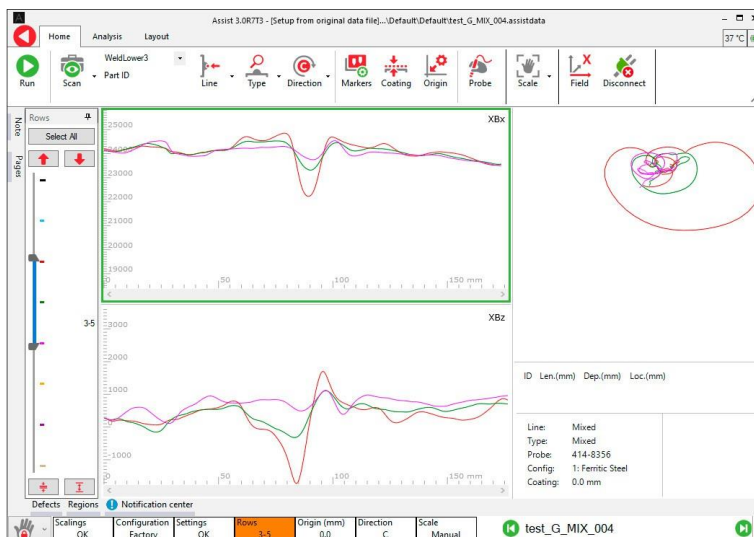 Assist 3.0R7T3 - [Setup from original data file]...\Default\Default\test_G_MIX_004.assistdata
Home Analysis Layout
37 °C
WeldLower3
Part ID
Run Scan Line Type Direction Markers Coating Origin Probe Scale Field Disconnect
Note
Pages
Rows
Select All
3-5
XBx
25000
24000
23000
22000
21000
20000
19000
0 50 100 150 mm
XBz
3000
2000
1000
0
-1000
ID Len.(mm) Dep.(mm) Loc.(mm)
Line: Mixed
Type: Mixed
Probe: 414-8356
Config: 1: Ferritic Steel
Coating: 0.0 mm
Defects Regions Notification center
Scalings Configuration Settings Rows Origin (mm) Direction Scale
OK Factory OK 3-5 0.0 C Manual
test_G_MIX_004